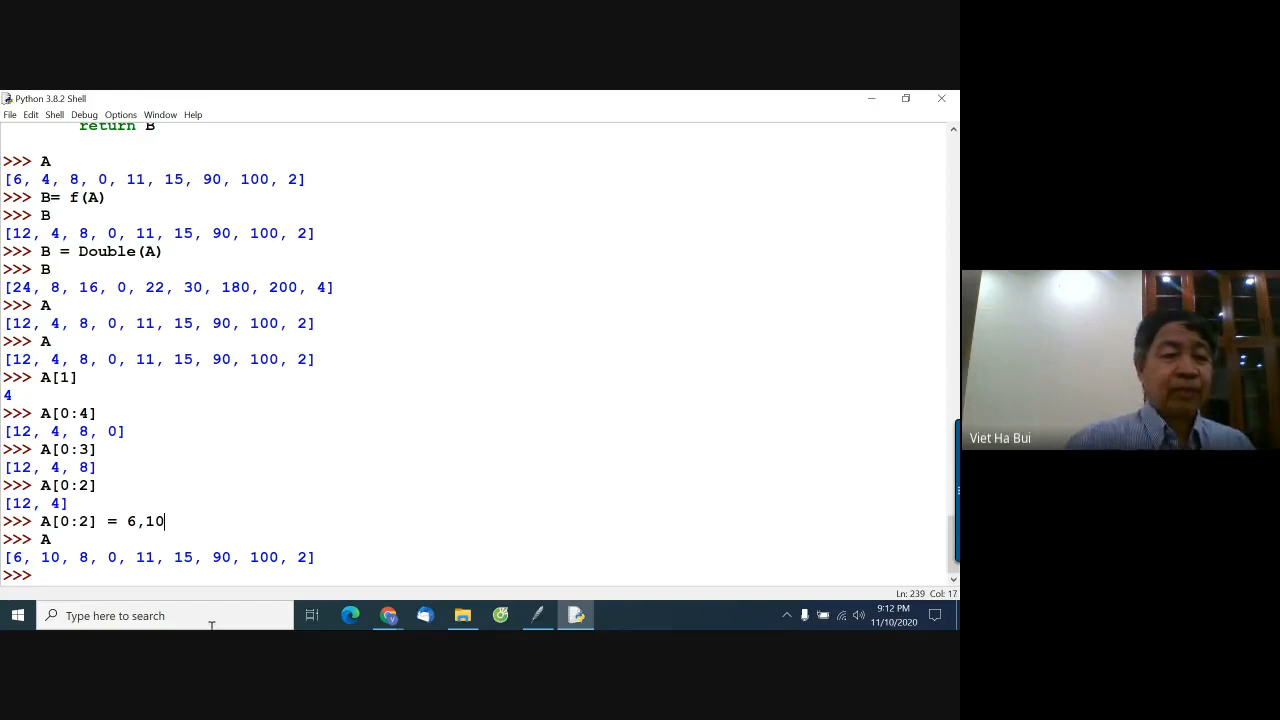 Python 3.8.2 Shell
File Edit Shell Debug Options Window Help
return B
>>> A
[6, 4, 8, 0, 11, 15, 90, 100, 2]
>>> B= f(A)
>>> B
[12, 4, 8, 0, 11, 15, 90, 100, 2]
>>> B = Double(A)
>>> B
[24, 8, 16, 0, 22, 30, 180, 200, 4]
>>> A
[12, 4, 8, 0, 11, 15, 90, 100, 2]
>>> A
[12, 4, 8, 0, 11, 15, 90, 100, 2]
>>> A[1]
4
>>> A[0:4]
[12, 4, 8, 0]
>>> A[0:3]
[12, 4, 8]
>>> A[0:2]
[12, 4]
>>> A[0:2] = 6,10
>>> A
[6, 10, 8, 0, 11, 15, 90, 100, 2]
>>>
Ln: 239 Col: 17
Type here to search
9:12 PM
11/10/2020
Viet Ha Bui